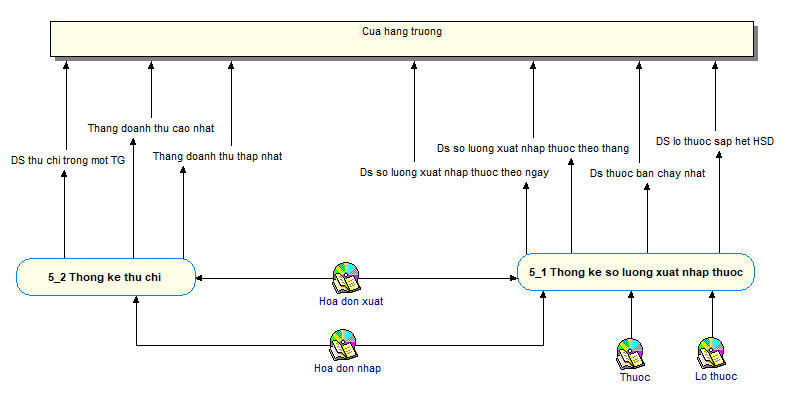 Cua hang truong
Thang doanh thu cao nhat
DS thu chi trong mot TG
Thang doanh thu thap nhat
Ds so luong xuat nhap thuoc theo thang
Ds so luong xuat nhap thuoc theo ngay
DS lo thuoc sap het HSD
Ds thuoc ban chay nhat
5_2 Thong ke thu chi
5_1 Thong ke so luong xuat nhap thuoc
Hoa don xuat
Hoa don nhap
Thuoc
Lo thuoc